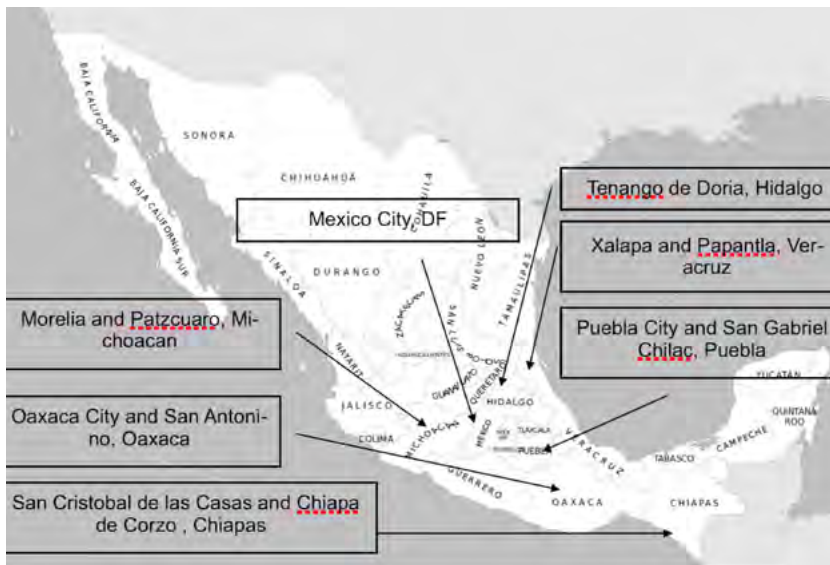 BAJA CALIFORNIA
SONORA
CHIHUAHUA
COAHUILA
Tenango de Doria, Hidalgo
Mexico City, DF
BAJA CALIFORNIA SUR
NUEVO LEON
Xalapa and Papantla, Ver-
acruz
SINALOA
DURANGO
TAMAULIPAS
Morelia and Patzcuaro, Mi-
choacan
ZACATECAS
SAN LUIS POTOSI
Puebla City and San Gabriel
Chilac, Puebla
NAYARIT
AGUASCALIENTES
YUCATAN
GUANAJUATO
QUERETARO
HIDALGO
Oaxaca City and San Antoni-
no, Oaxaca
JALISCO
QUINTANA
ROO
COLIMA
MICHOACAN
MEXICO
TLAXCALA
PUEBLA
VERACRUZ
TABASCO
CAMPECHE
GUERRERO
OAXACA
CHIAPAS
San Cristobal de las Casas and Chiapa
de Corzo , Chiapas